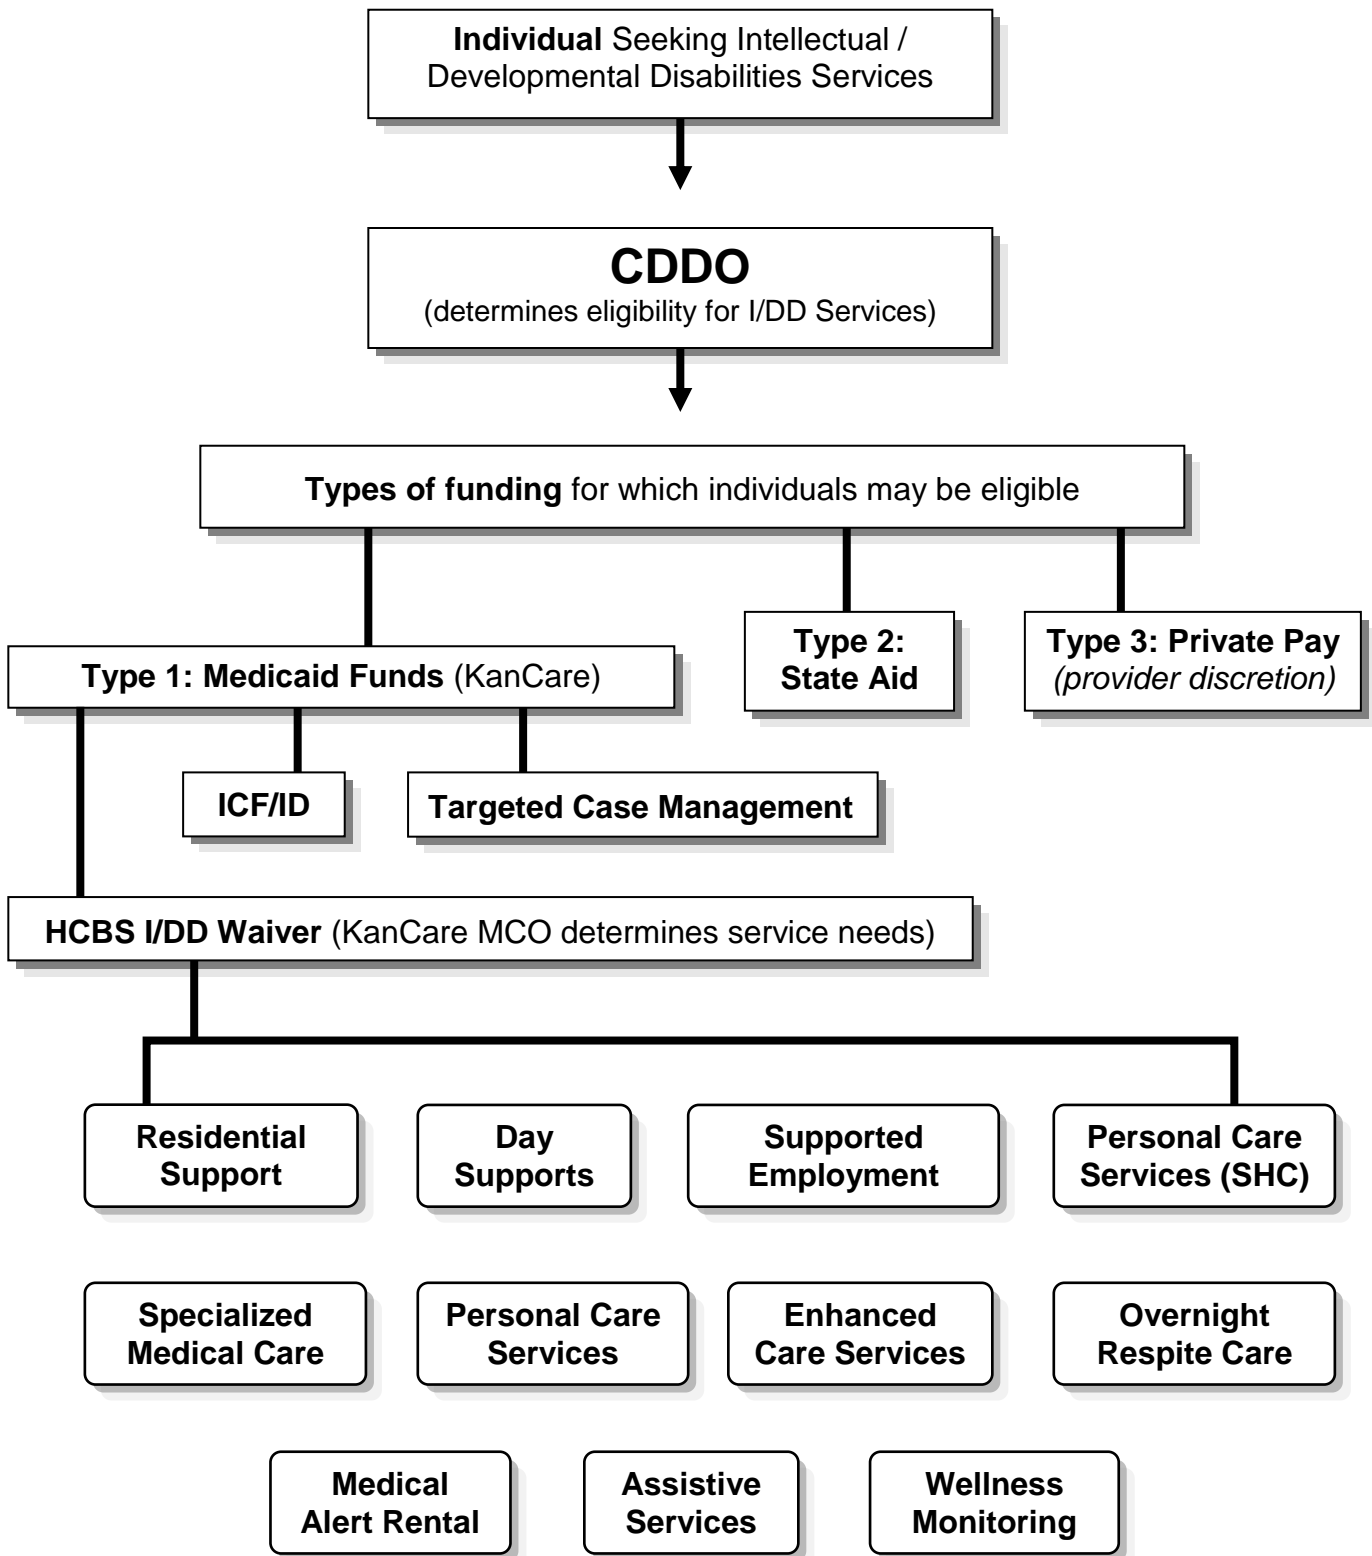 Individual Seeking Intellectual /
Developmental Disabilities Services
CDDO
(determines eligibility for I/DD Services)
Types of funding for which individuals may be eligible
Type 1: Medicaid Funds (KanCare)
Type 2:
State Aid
Type 3: Private Pay
(provider discretion)
ICF/ID
Targeted Case Management
HCBS I/DD Waiver (KanCare MCO determines service needs)
Residential
Support
Day
Supports
Supported
Employment
Personal Care
Services (SHC)
Specialized
Medical Care
Personal Care
Services
Enhanced
Care Services
Overnight
Respite Care
Medical
Alert Rental
Assistive
Services
Wellness
Monitoring